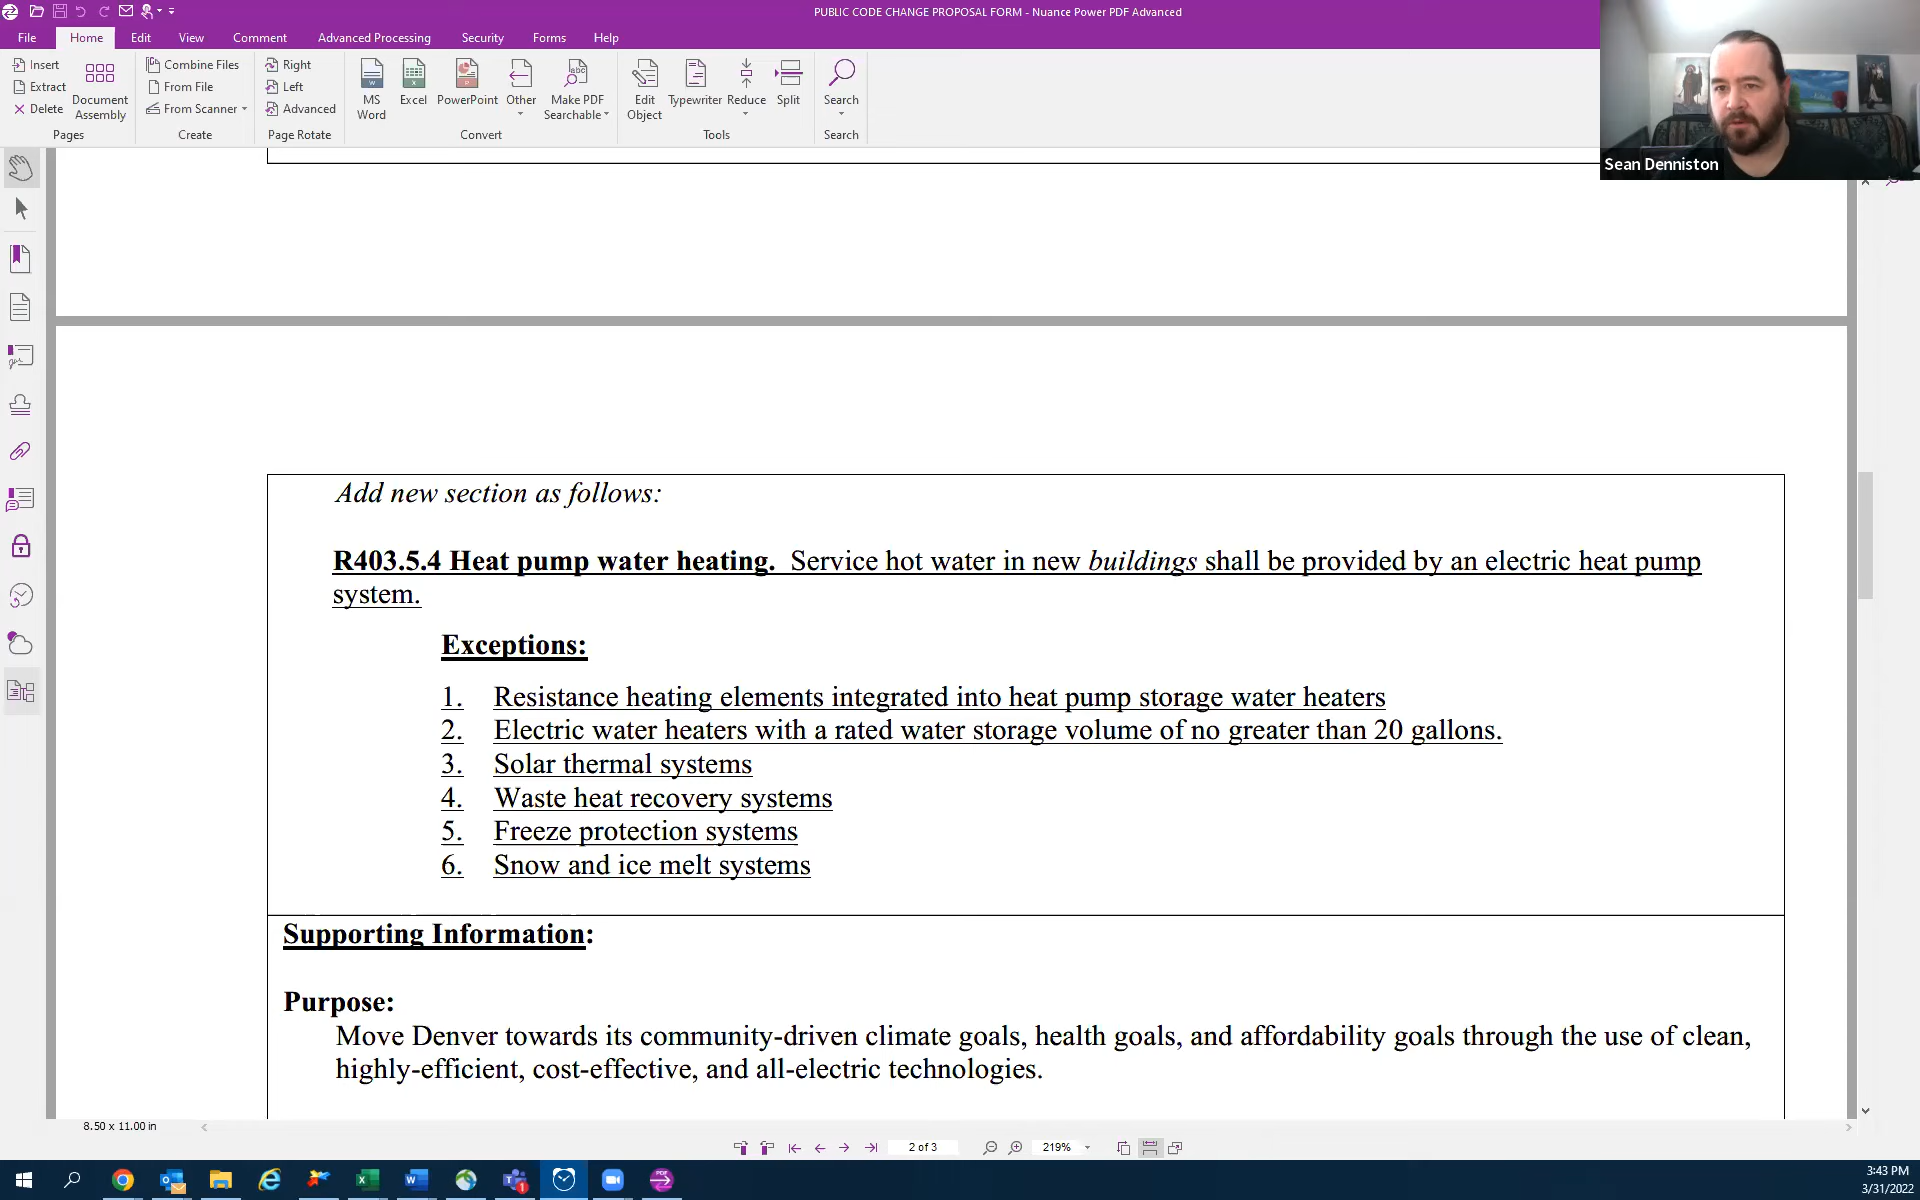 PUBLIC CODE CHANGE PROPOSAL FORM - Nuance Power PDF Advanced
File Home Edit View Comment Advanced Processing Security Forms Help
Insert
Extract
Delete
Document Assembly
Pages
Combine Files
From File
From Scanner
Create
Right
Left
Advanced
Page Rotate
MS Word
Excel
PowerPoint
Other
Make PDF Searchable
Convert
Edit Object
Typewriter
Reduce
Split
Tools
Search
Search
Sean Denniston
Add new section as follows:
R403.5.4 Heat pump water heating. Service hot water in new buildings shall be provided by an electric heat pump
system.
Exceptions:
1. Resistance heating elements integrated into heat pump storage water heaters
2. Electric water heaters with a rated water storage volume of no greater than 20 gallons.
3. Solar thermal systems
4. Waste heat recovery systems
5. Freeze protection systems
6. Snow and ice melt systems
Supporting Information:
Purpose:
Move Denver towards its community-driven climate goals, health goals, and affordability goals through the use of clean,
highly-efficient, cost-effective, and all-electric technologies.
8.50 x 11.00 in
2 of 3
219%
3:43 PM
3/31/2022